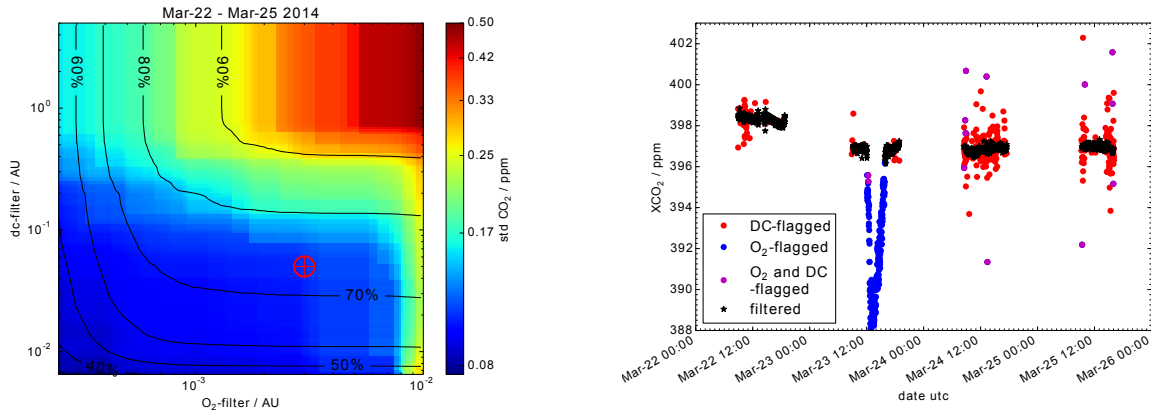 Mar-22 - Mar-25 2014
dc-filter / AU
10⁰
10⁻¹
10⁻²
60%
80%
90%
70%
50%
40%
10⁻³
10⁻²
O₂-filter / AU
0.50
0.42
0.33
0.25
0.17
0.08
std CO₂ / ppm
XCO₂ / ppm
402
400
398
396
394
392
390
388
DC-flagged
O₂-flagged
O₂ and DC
-flagged
filtered
Mar-22 00:00
Mar-22 12:00
Mar-23 00:00
Mar-23 12:00
Mar-24 00:00
Mar-24 12:00
Mar-25 00:00
Mar-25 12:00
Mar-26 00:00
date utc